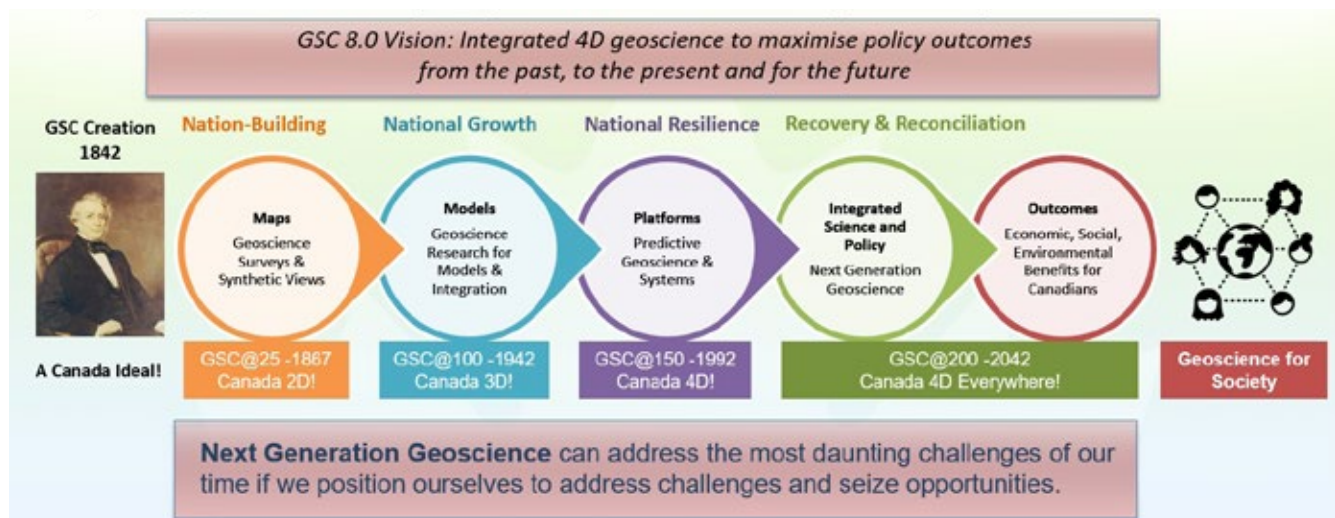 GSC 8.0 Vision: Integrated 4D geoscience to maximise policy outcomes
from the past, to the present and for the future
GSC Creation
1842
A Canada Ideal!
Nation-Building
Maps
Geoscience
Surveys &
Synthetic Views
GSC@25 -1867
Canada 2D!
National Growth
Models
Geoscience
Research for
Models &
Integration
GSC@100 -1942
Canada 3D!
National Resilience
Platforms
Predictive
Geoscience &
Systems
GSC@150 -1992
Canada 4D!
Recovery & Reconciliation
Integrated
Science and
Policy
Next Generation
Geoscience
Outcomes
Economic, Social,
Environmental
Benefits for
Canadians
GSC@200 -2042
Canada 4D Everywhere!
Geoscience for
Society
Next Generation Geoscience can address the most daunting challenges of our
time if we position ourselves to address challenges and seize opportunities.